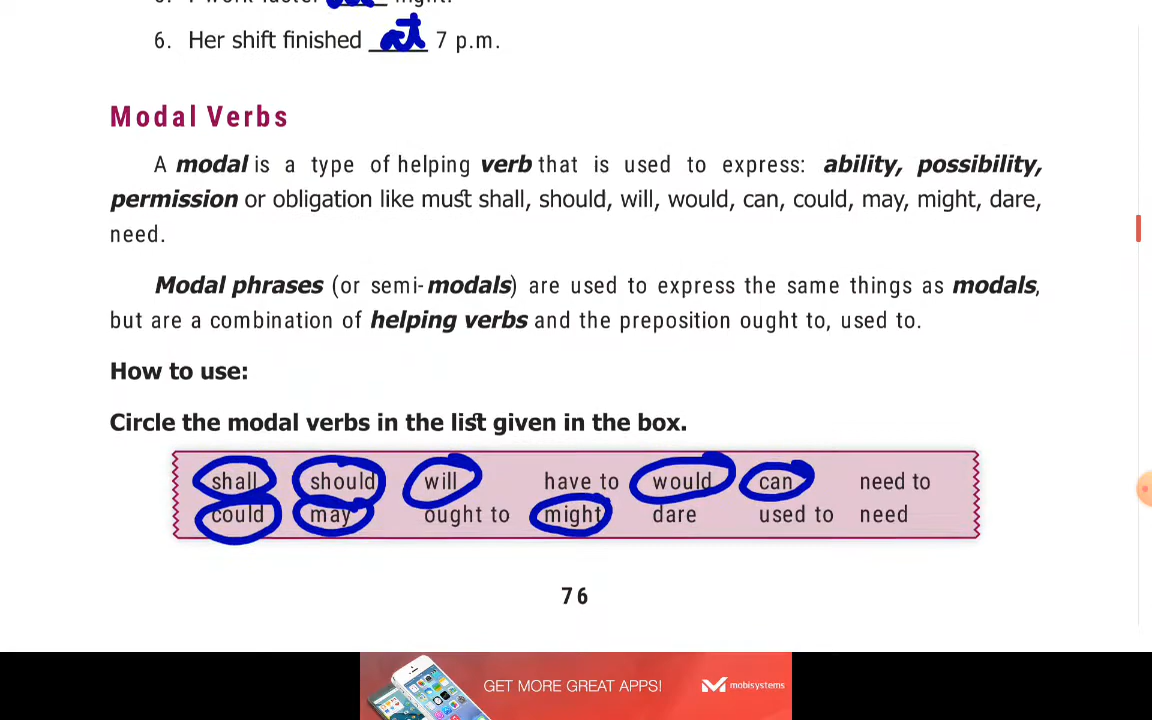 6. Her shift finished at 7 p.m.
Modal Verbs
A modal is a type of helping verb that is used to express: ability, possibility,
permission or obligation like must shall, should, will, would, can, could, may, might, dare,
need.
Modal phrases (or semi-modals) are used to express the same things as modals,
but are a combination of helping verbs and the preposition ought to, used to.
How to use:
Circle the modal verbs in the list given in the box.
shall should will have to would can need to
could may ought to might dare used to need
76
GET MORE GREAT APPS! mobisystems